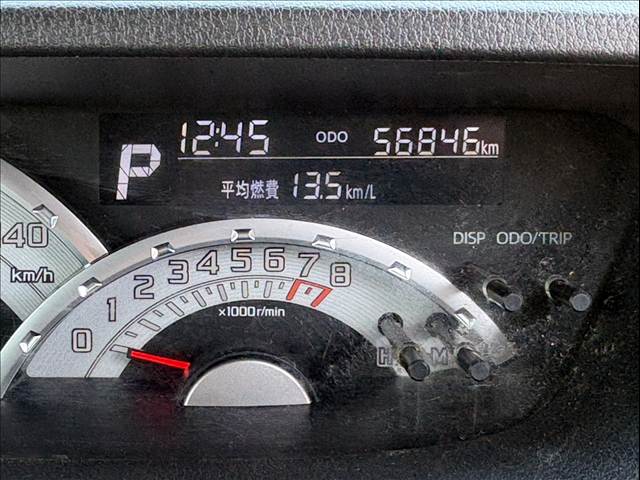 12:45 ODO 56846km
P
平均燃費 13.5km/L
40
km/h
DISP ODO/TRIP
0 1 2 3 4 5 6 7 8
×1000r/min
H M